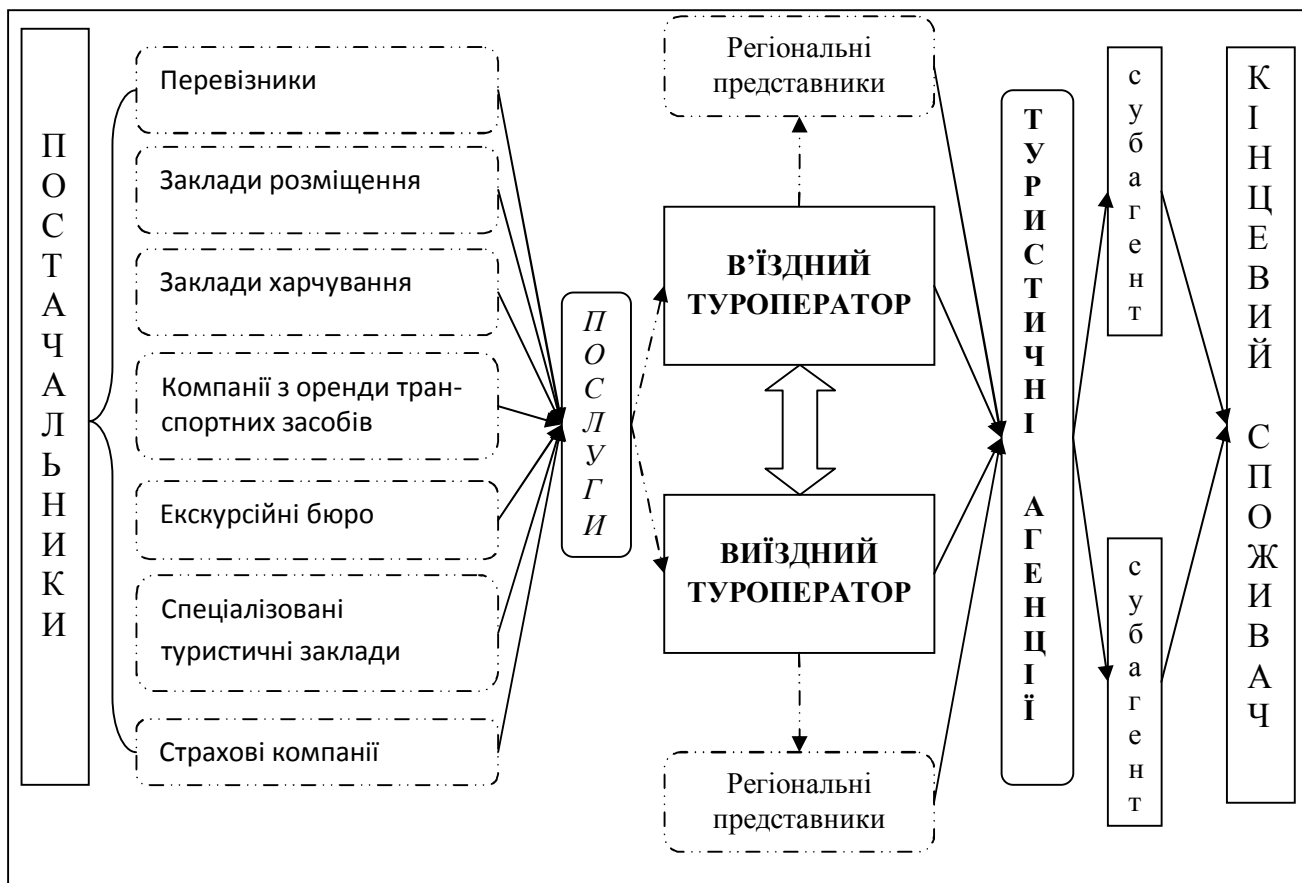 ПОСТАЧАЛЬНИКИ
Перевізники
Заклади розміщення
Заклади харчування
Компанії з оренди тран-
спортних засобів
Екскурсійні бюро
Спеціалізовані
туристичні заклади
Страхові компанії
ПОСЛУГИ
Регіональні
представники
В’ЇЗДНИЙ
ТУРОПЕРАТОР
ВИЇЗДНИЙ
ТУРОПЕРАТОР
Регіональні
представники
ТУРИСТИЧНІ АГЕНЦІЇ
субагент
субагент
КІНЦЕВИЙ СПОЖИВАЧ